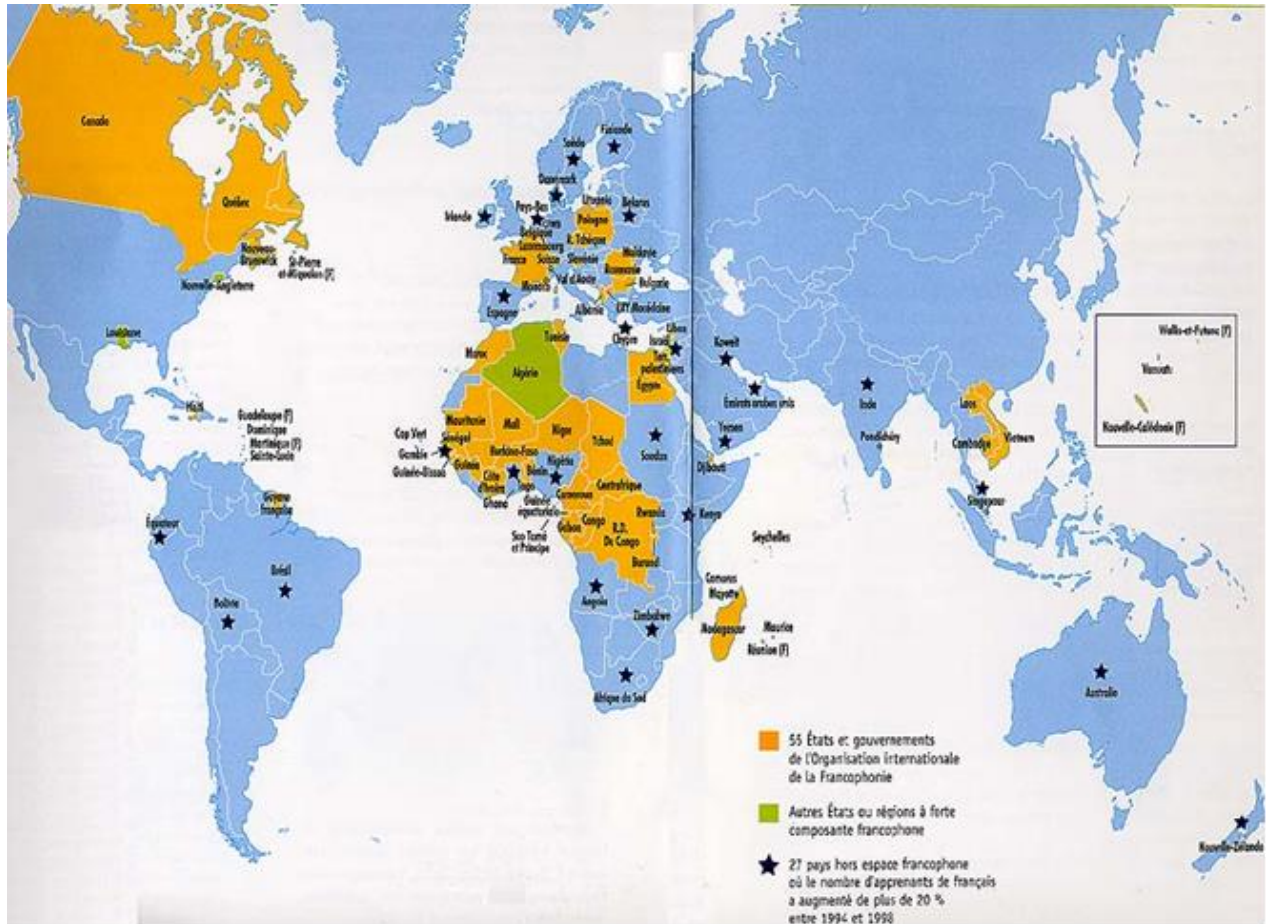 Canada
Québec
Nouveau-
Brunswick
St-Pierre
et-Miquelon (F)
Nouvelle-Angleterre
Louisiane
Haïti
Guadeloupe (F)
Dominique
Martinique (F)
Sainte-Lucie
Guyane
française
Équateur
Brésil
Bolivie
Finlande
Suède
Danemark
Irlande
Pays-Bas
Belgique
Luxembourg
Lituanie
Belarus
Pologne
R. Tchèque
France
Suisse
Slovénie
Moldavie
Roumanie
Monaco
Val d'Aoste
Bulgarie
Espagne
Albanie
EXY Macédoine
Chypre
Liban
Israël
Terr.
palestiniens
Maroc
Tunisie
Algérie
Égypte
Koweit
Émirats arabes unis
Yemen
Djibouti
Mauritanie
Mali
Niger
Tchad
Soudan
Cap Vert
Sénégal
Gambie
Guinée-Bissau
Guinée
Burkina-Faso
Côte
d'Ivoire
Ghana
Togo
Bénin
Nigéria
Cameroun
Centrafrique
Guinée
équatoriale
Sao Tomé
et Principe
Gabon
Congo
R.D.
Du Congo
Rwanda
Burundi
Kenya
Angola
Zimbabwe
Afrique du Sud
Seychelles
Comores
Mayotte
Madagascar
Maurice
Réunion (F)
Inde
Pondichéry
Laos
Cambodge
Vietnam
Singapour
Wallis-et-Futuna (F)
Vanuatu
Nouvelle-Calédonie (F)
Australie
Nouvelle-Zélande
55 États et gouvernements
de l'Organisation internationale
de la Francophonie
Autres États ou régions à forte
composante francophone
27 pays hors espace francophone
où le nombre d'apprenants de français
a augmenté de plus de 20 %
entre 1994 et 1998